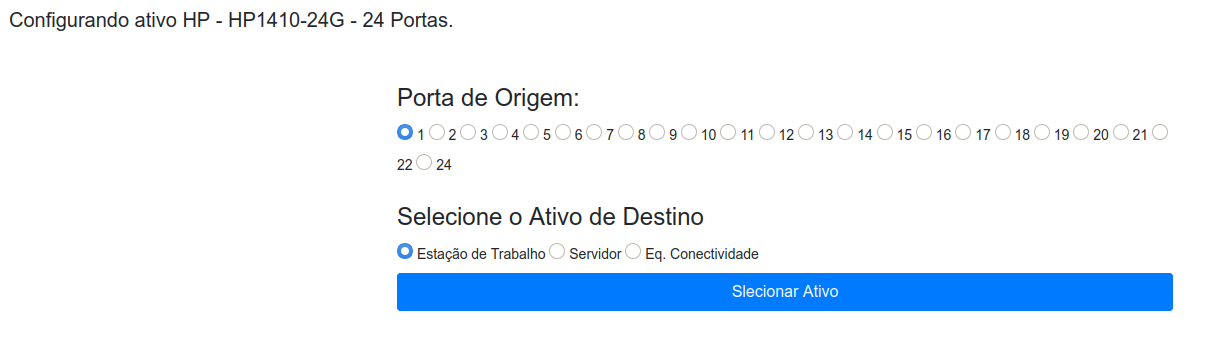 Configurando ativo HP - HP1410-24G - 24 Portas.
Porta de Origem:
1 2 3 4 5 6 7 8 9 10 11 12 13 14 15 16 17 18 19 20 21
22 24
Selecione o Ativo de Destino
Estação de Trabalho Servidor Eq. Conectividade
Slecionar Ativo